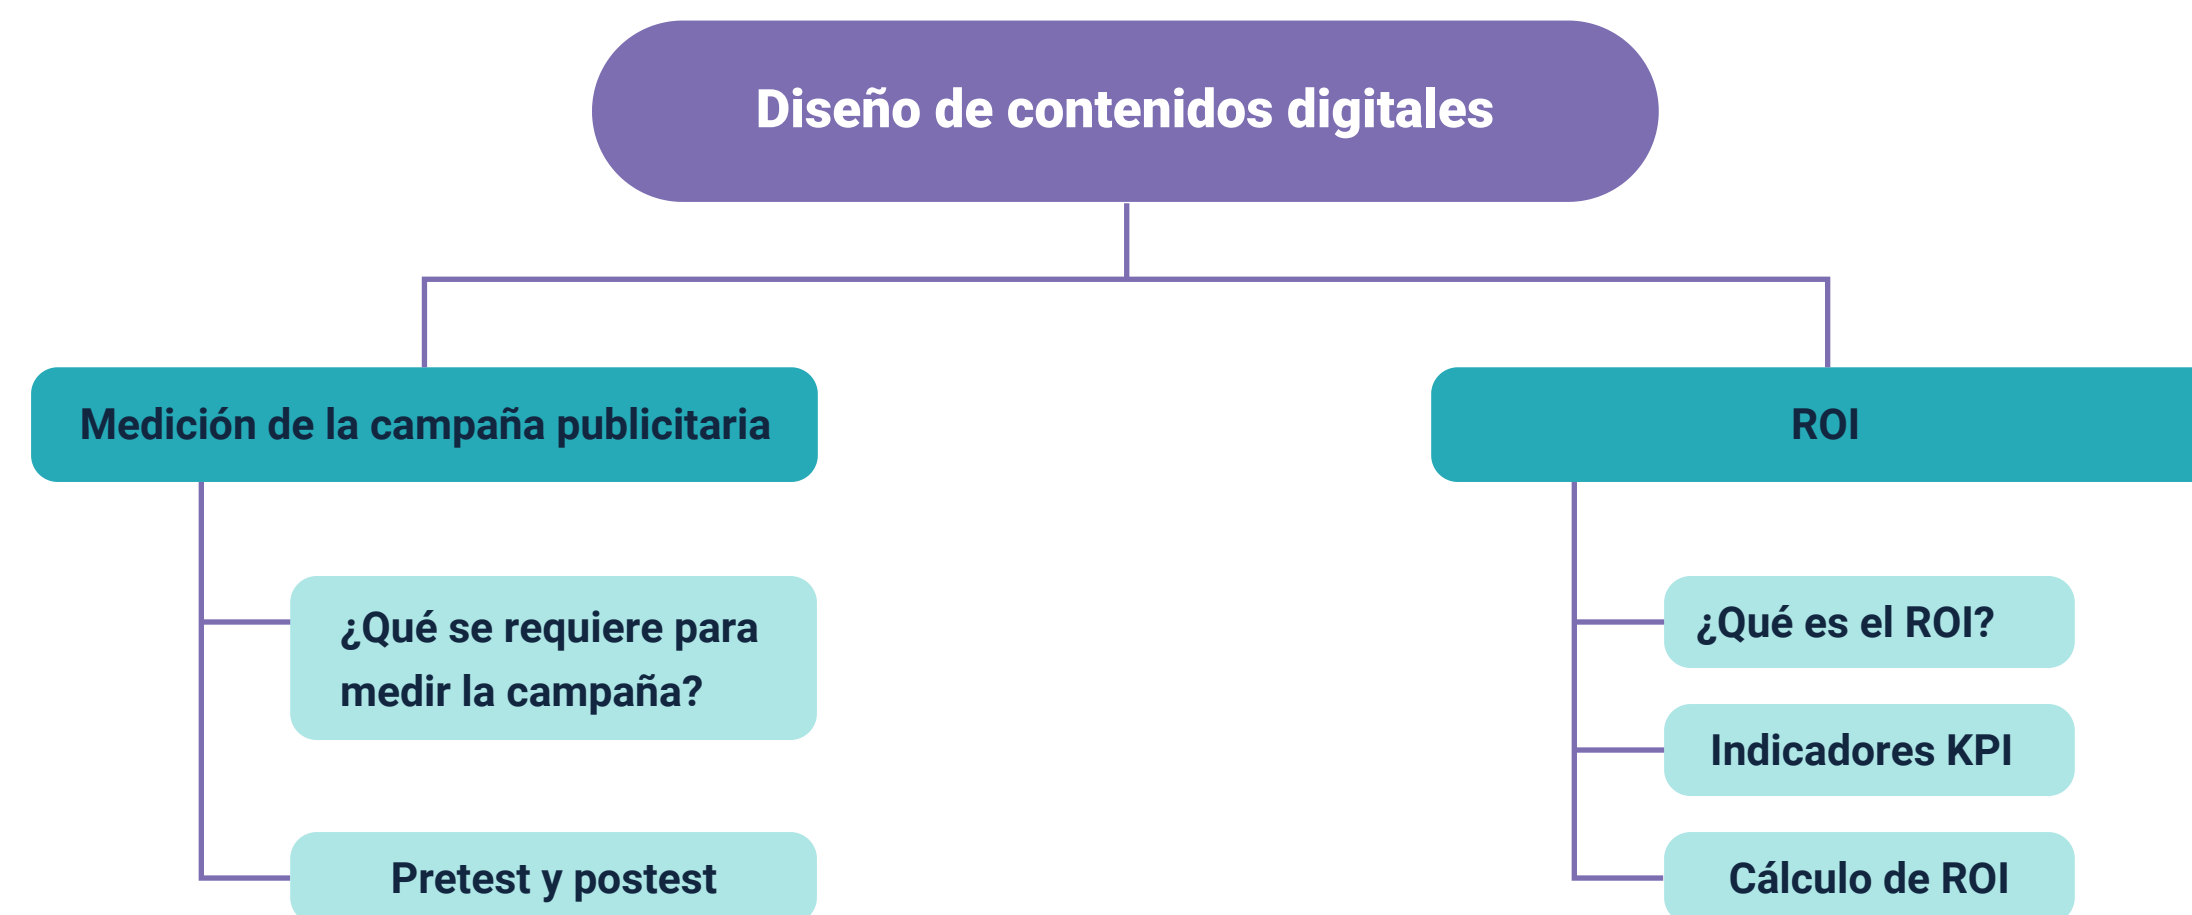 Diseño de contenidos digitales
Medición de la campaña publicitaria
¿Qué se requiere para
medir la campaña?
Pretest y postest
ROI
¿Qué es el ROI?
Indicadores KPI
Cálculo de ROI